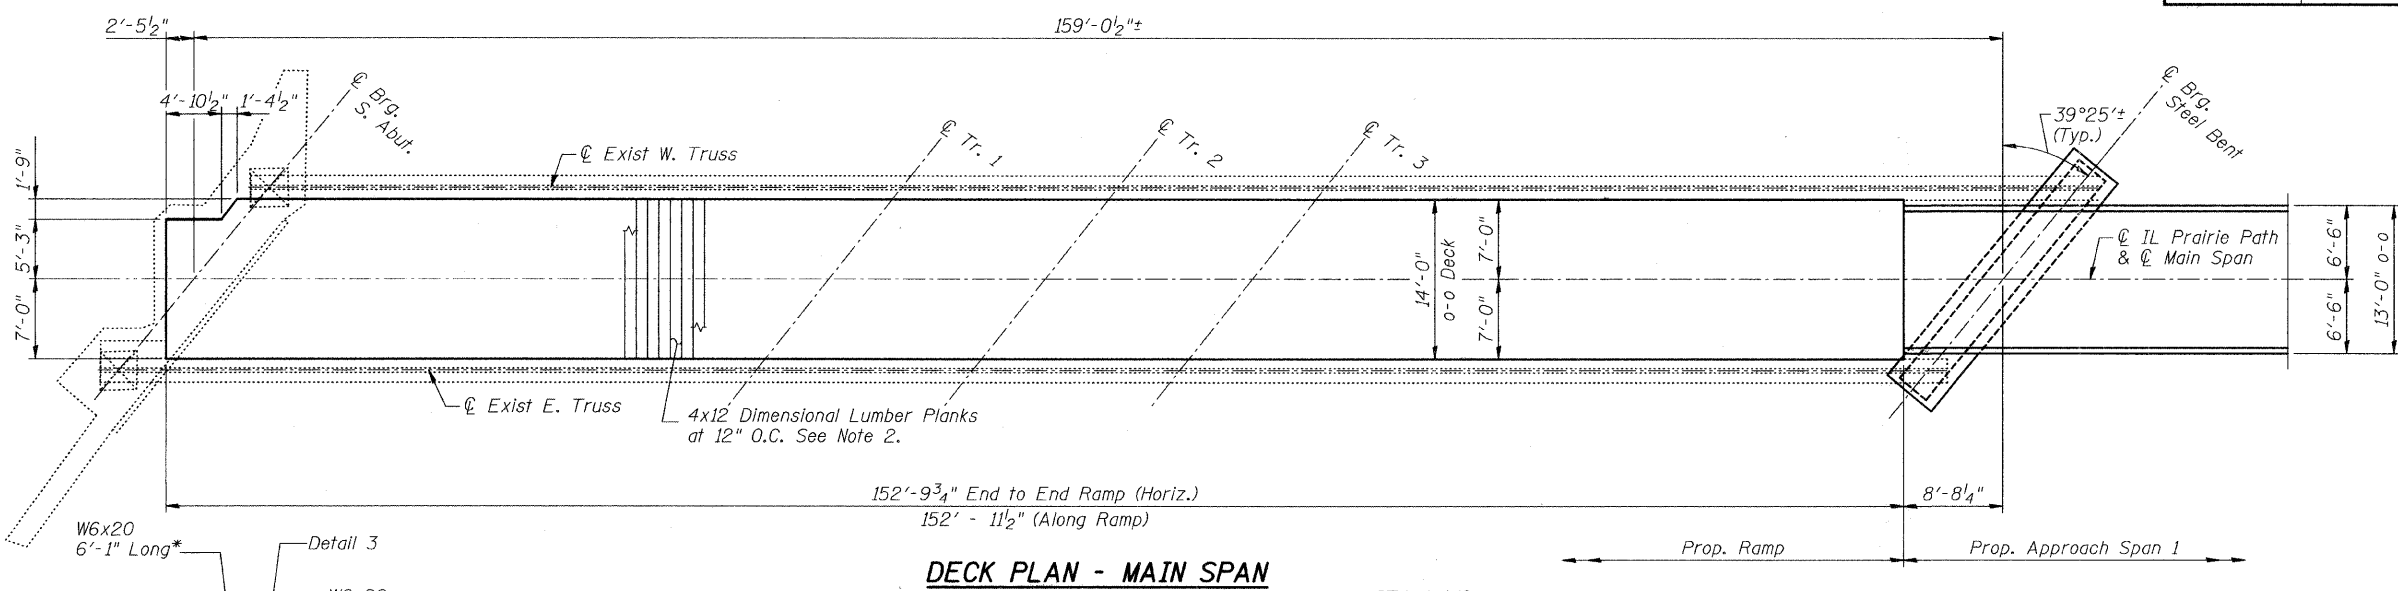 2'-5½"
159'-0½"±
4'-10½"
1'-4½"
℄ Brg.
S. Abut.
℄ Exist W. Truss
℄ Tr. 1
℄ Tr. 2
℄ Tr. 3
39°25'±
(Typ.)
℄ Brg.
Steel Bent
1'-9"
5'-3"
7'-0"
14'-0"
o-o Deck
7'-0"
7'-0"
℄ IL Prairie Path
& ℄ Main Span
6'-6"
6'-6"
13'-0" o-o
℄ Exist E. Truss
4x12 Dimensional Lumber Planks
at 12" O.C. See Note 2.
152'-9¾" End to End Ramp (Horiz.)
152' - 11½" (Along Ramp)
8'-8¼"
W6x20
6'-1" Long*
Detail 3
Prop. Ramp
Prop. Approach Span 1
DECK PLAN - MAIN SPAN